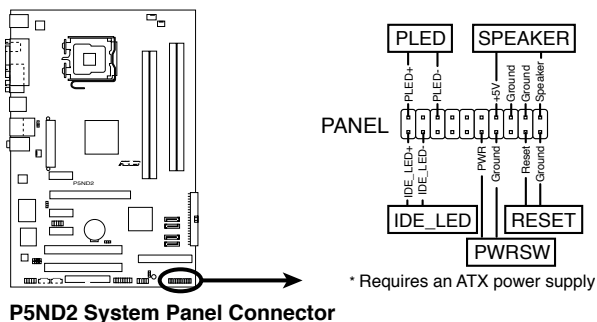 PLED SPEAKER
PLED+
PLED-
+5V
Ground
Ground
Speaker
PANEL
IDE_LED+
IDE_LED-
PWR
Ground
Reset
Ground
IDE_LED RESET
PWRSW
* Requires an ATX power supply
P5ND2
P5ND2 System Panel Connector